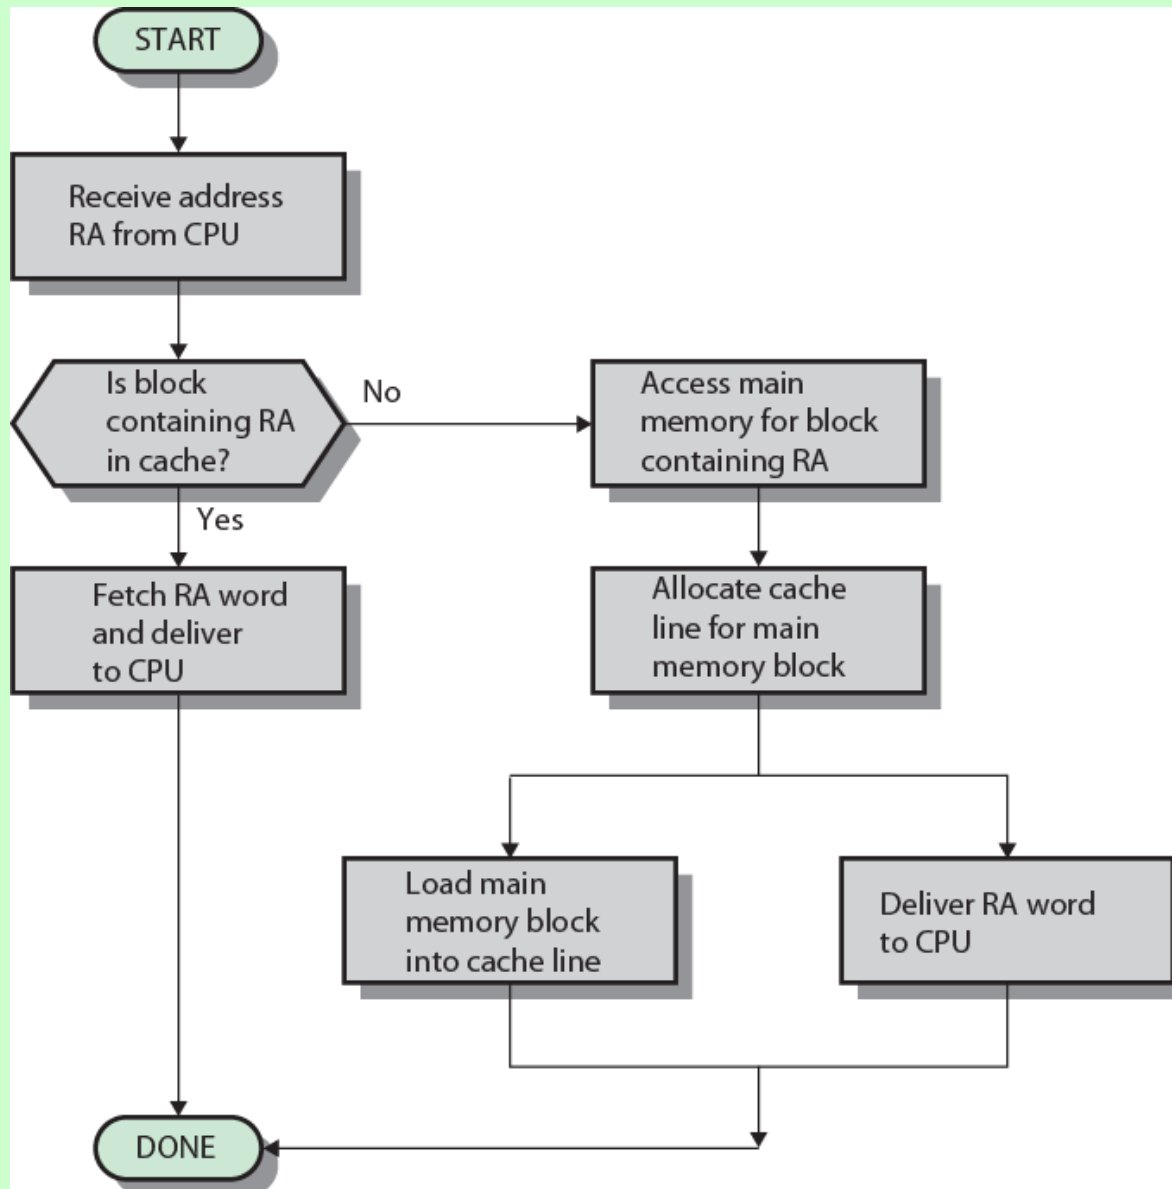 START
Receive address
RA from CPU
Is block
containing RA
in cache?
No
Access main
memory for block
containing RA
Yes
Fetch RA word
and deliver
to CPU
Allocate cache
line for main
memory block
Load main
memory block
into cache line
Deliver RA word
to CPU
DONE